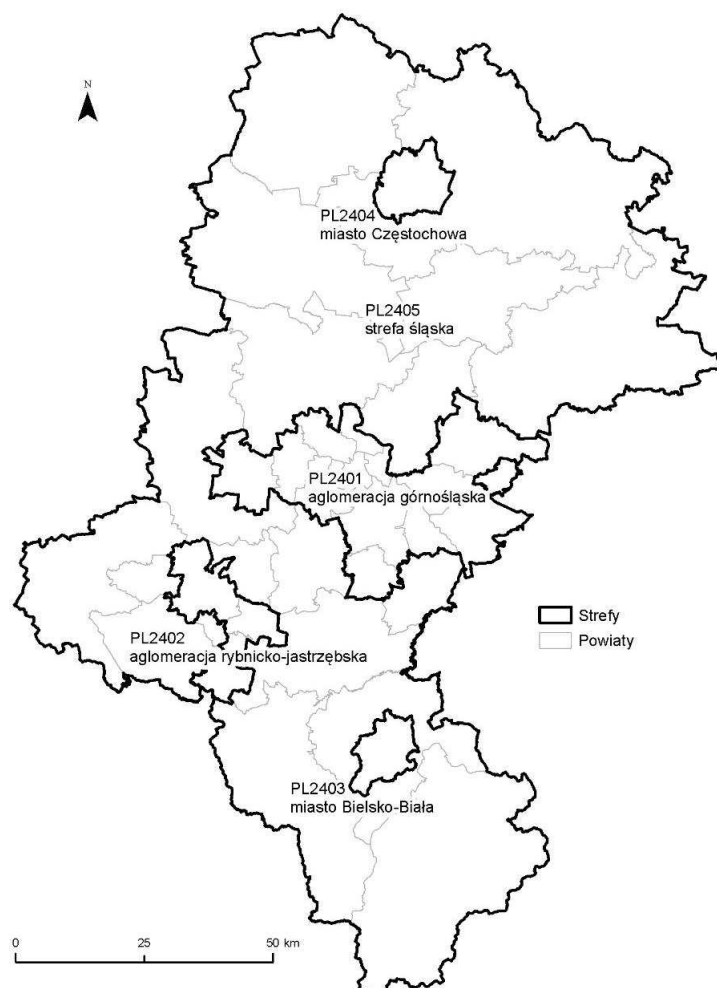 N
PL2404
miasto Częstochowa
PL2405
strefa śląska
PL2401
aglomeracja górnośląska
Strefy
Powiaty
PL2402
aglomeracja rybnicko-jastrzębska
PL2403
miasto Bielsko-Biała
0 25 50 km